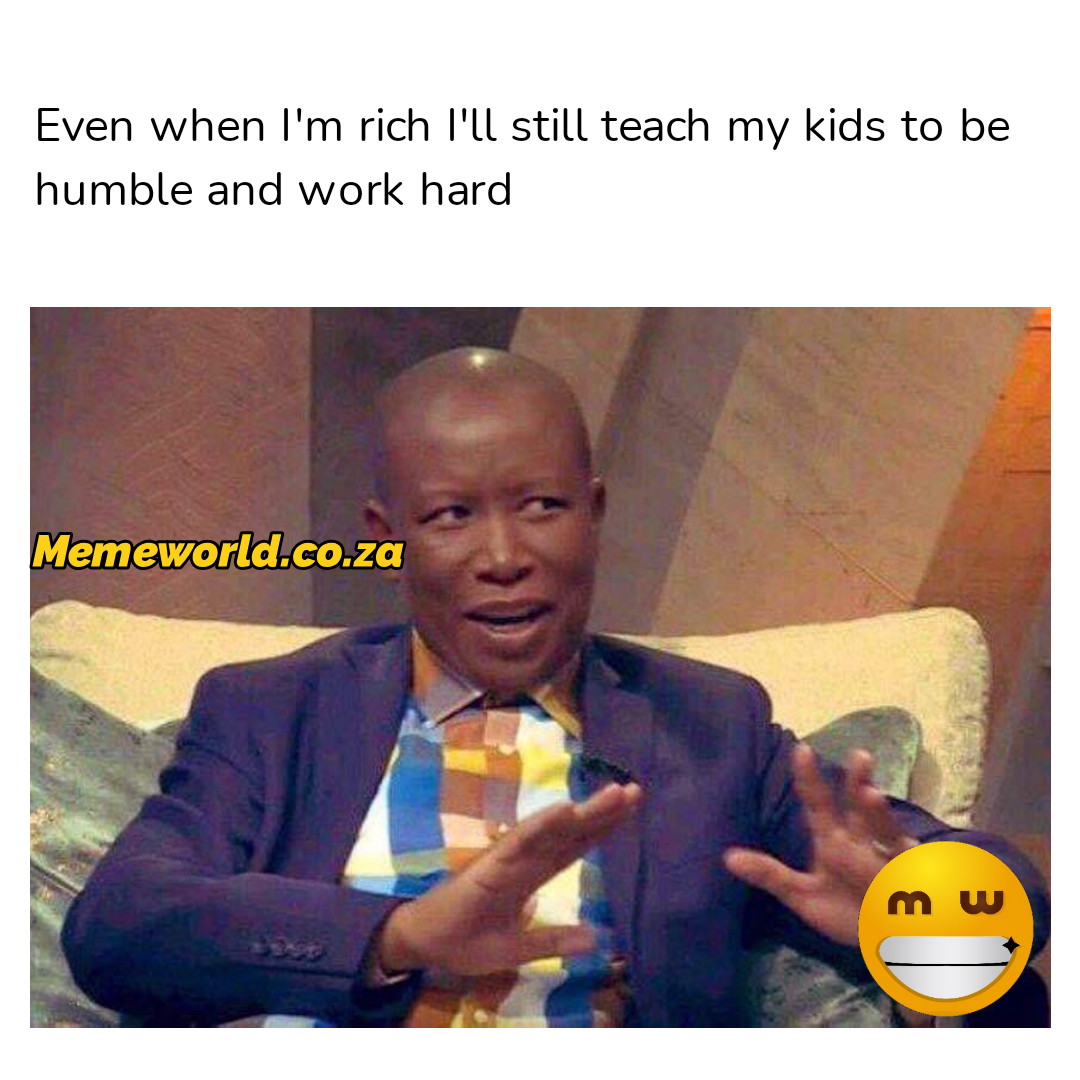 Even when I'm rich I'll still teach my kids to be
humble and work hard
Memeworld.co.za
m w